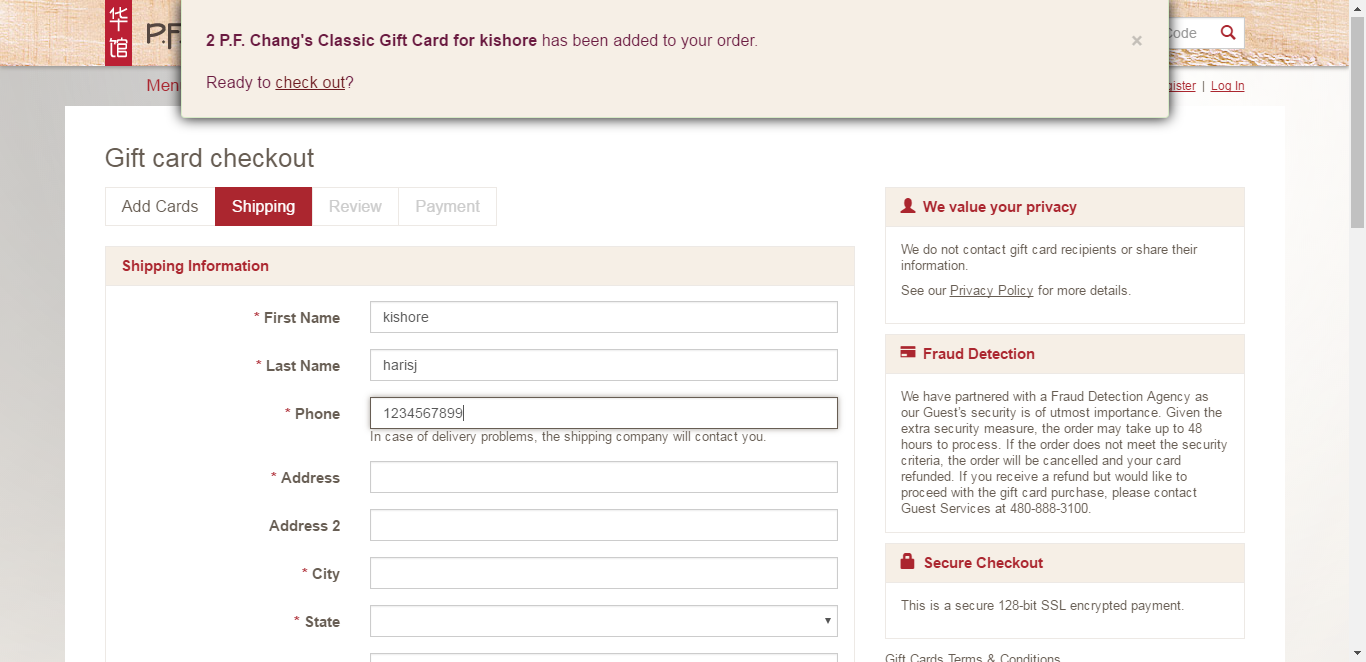 华
馆
P.F.
2 P.F. Chang's Classic Gift Card for kishore has been added to your order.
×
Ready to check out?
Code
Men
ister | Log In
Gift card checkout
Add Cards
Shipping
Review
Payment
Shipping Information
* First Name
kishore
* Last Name
harisj
* Phone
1234567899
In case of delivery problems, the shipping company will contact you.
* Address
Address 2
* City
* State
We value your privacy
We do not contact gift card recipients or share their
information.
See our Privacy Policy for more details.
Fraud Detection
We have partnered with a Fraud Detection Agency as
our Guest's security is of utmost importance. Given the
extra security measure, the order may take up to 48
hours to process. If the order does not meet the security
criteria, the order will be cancelled and your card
refunded. If you receive a refund but would like to
proceed with the gift card purchase, please contact
Guest Services at 480-888-3100.
Secure Checkout
This is a secure 128-bit SSL encrypted payment.
Gift Cards Terms & Conditions